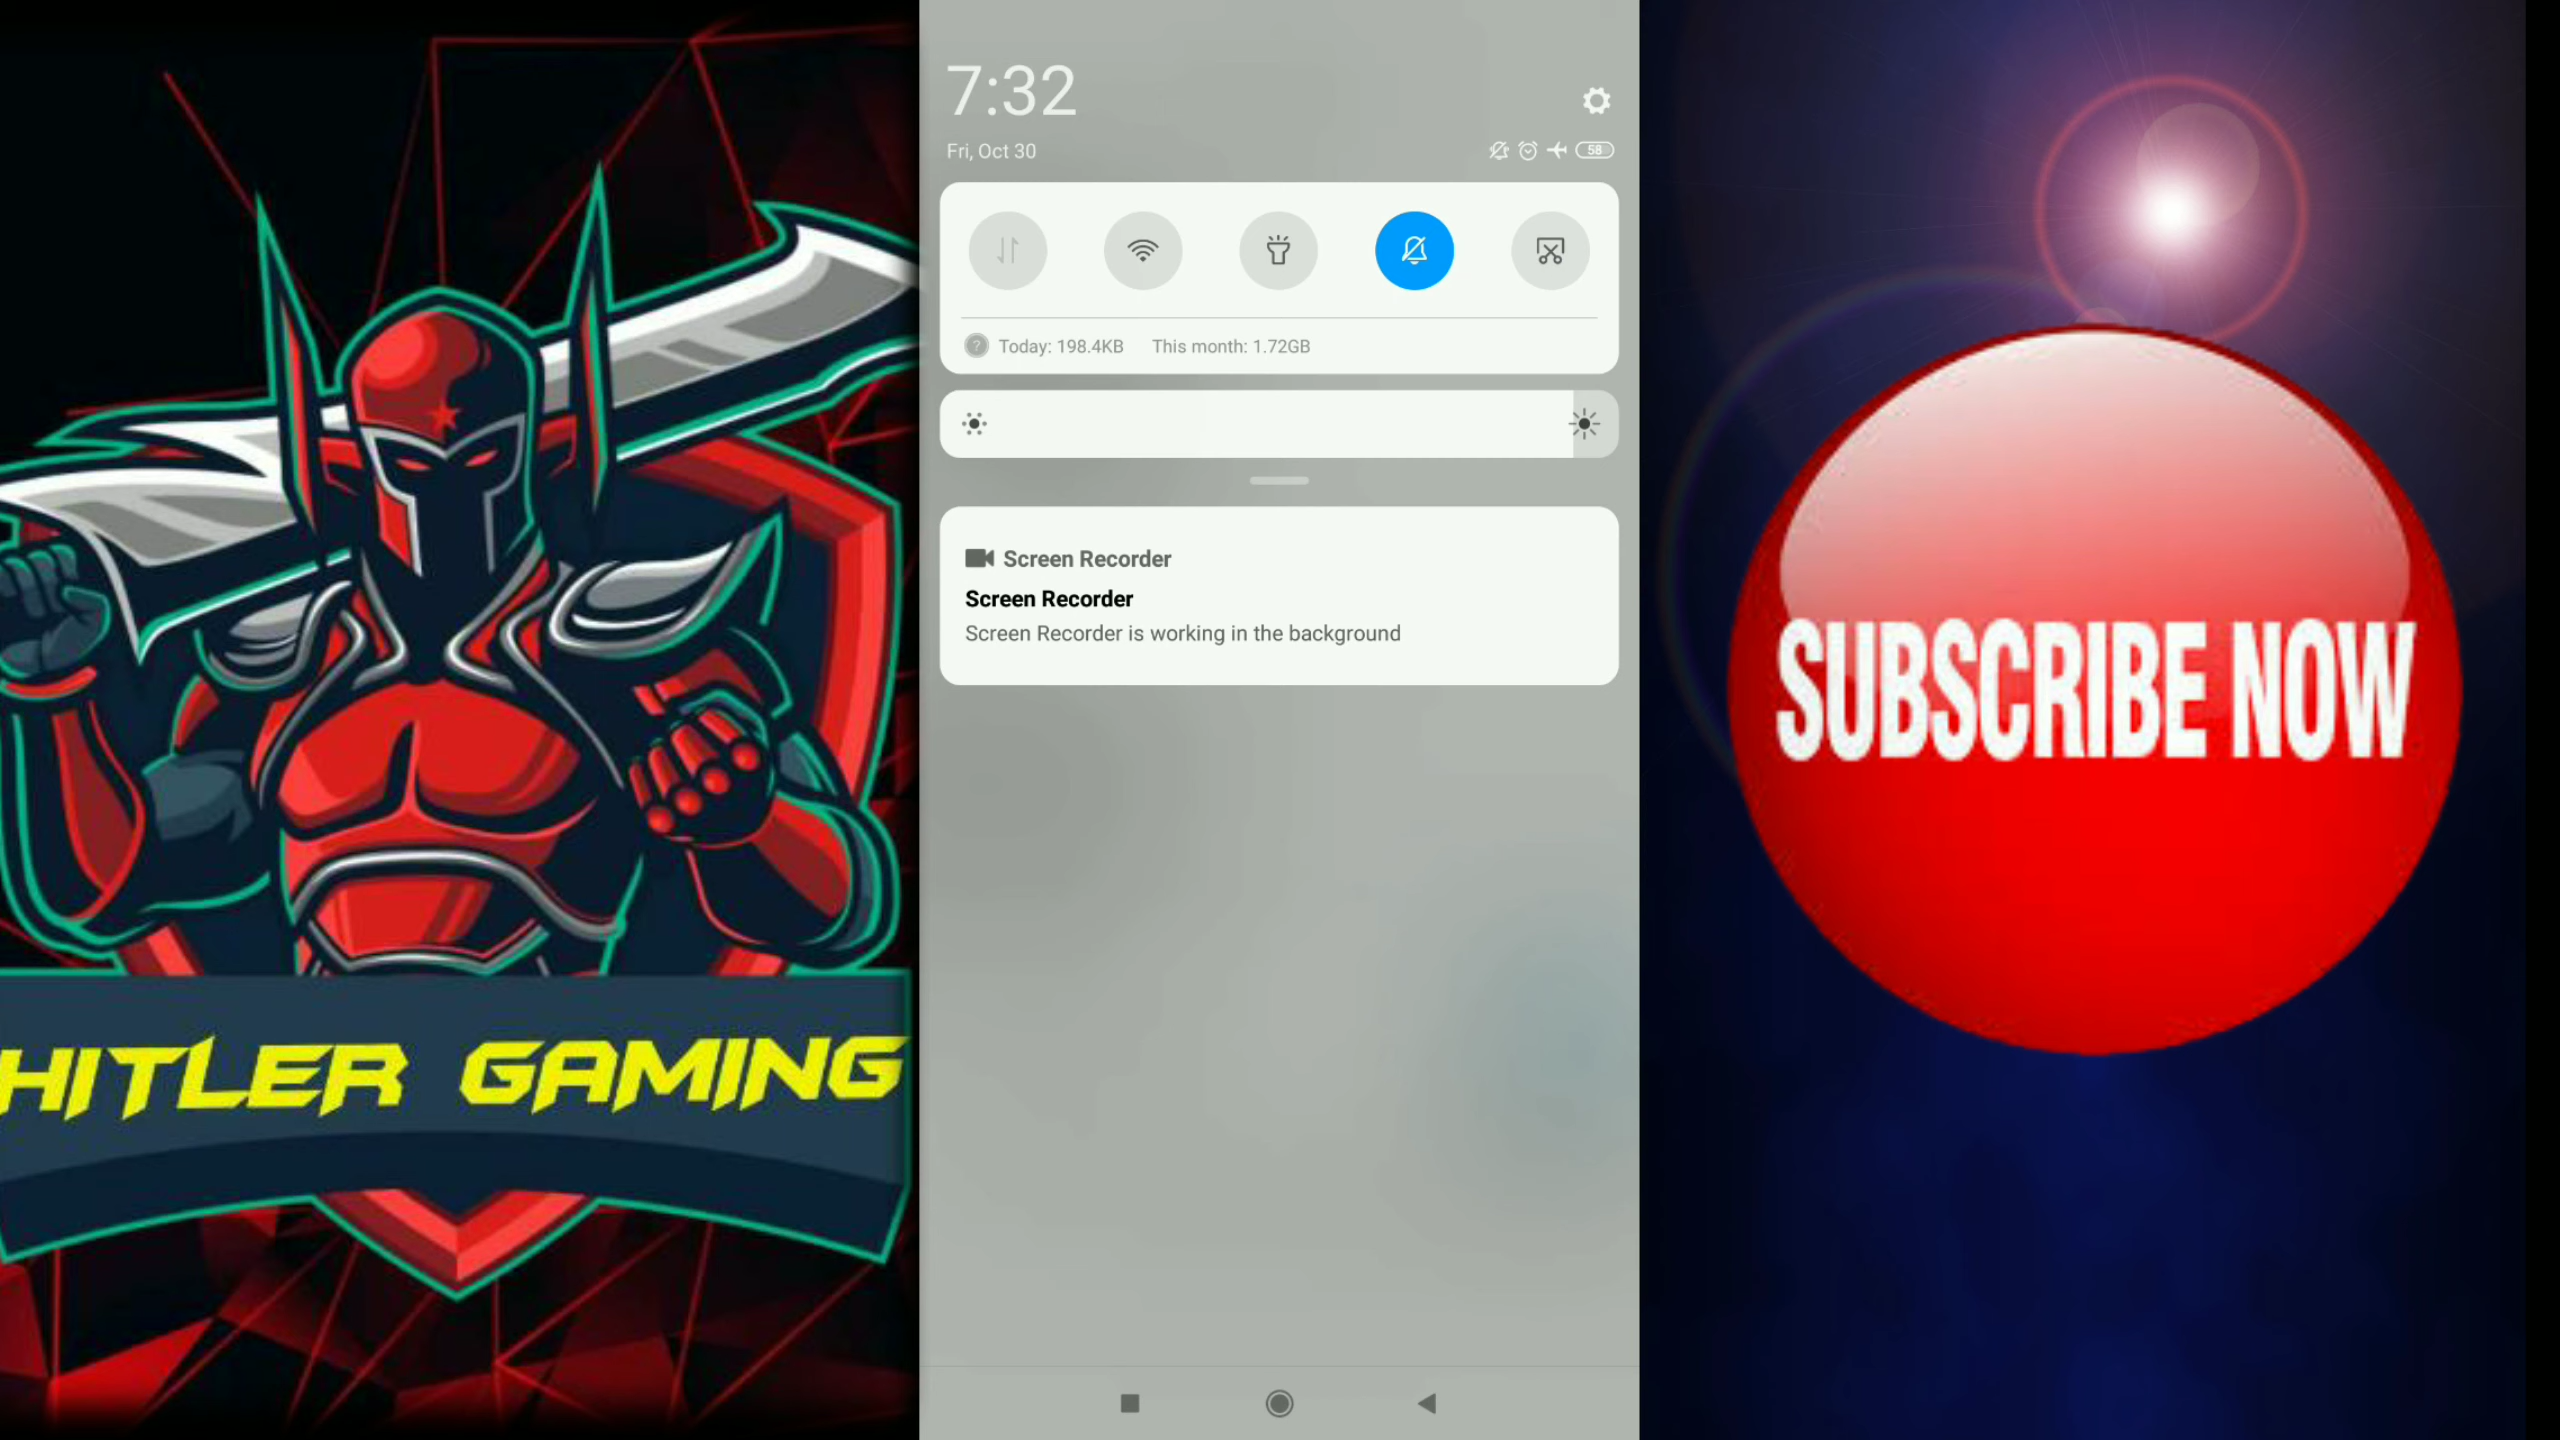 HITLER GAMING
7:32
Fri, Oct 30
58
Today: 198.4KB This month: 1.72GB
Screen Recorder
Screen Recorder
Screen Recorder is working in the background
SUBSCRIBE NOW